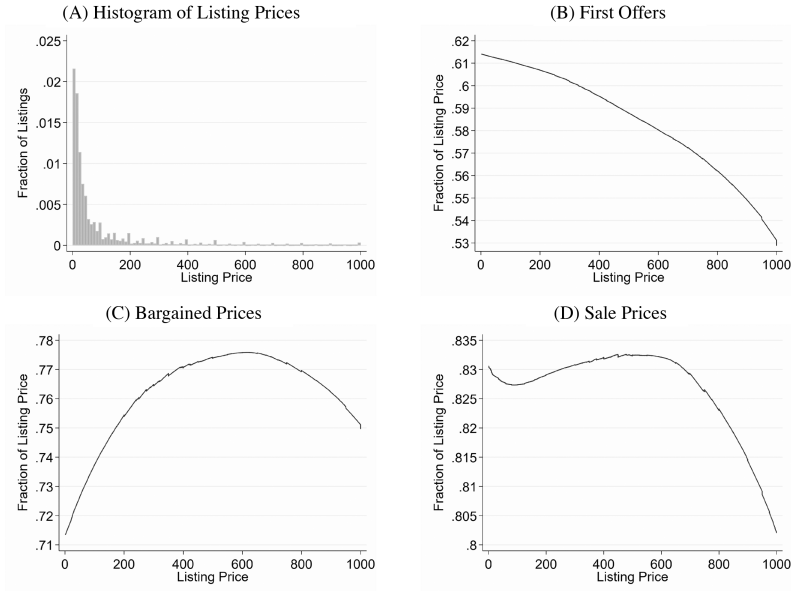 (A) Histogram of Listing Prices
.025
.02
.015
.01
.005
0
Fraction of Listings
0 200 400 600 800 1000
Listing Price
(B) First Offers
.62
.61
.6
.59
.58
.57
.56
.55
.54
.53
Fraction of Listing Price
0 200 400 600 800 1000
Listing Price
(C) Bargained Prices
.78
.77
.76
.75
.74
.73
.72
.71
Fraction of Listing Price
0 200 400 600 800 1000
Listing Price
(D) Sale Prices
.835
.83
.825
.82
.815
.81
.805
.8
Fraction of Listing Price
0 200 400 600 800 1000
Listing Price